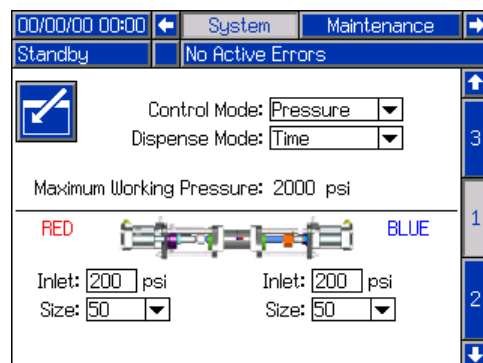 00/00/00 00:00 System Maintenance
Standby No Active Errors
Control Mode: Pressure
Dispense Mode: Time
3
Maximum Working Pressure: 2000 psi
1
RED BLUE
Inlet: 200 psi Inlet: 200 psi
Size: 50 Size: 50
2